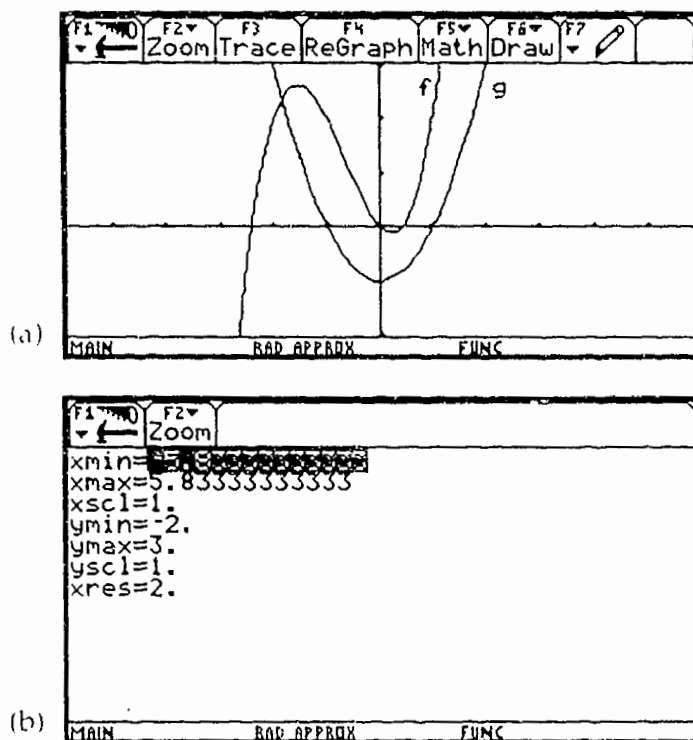 F1 F2 F3 F4 F5 F6 F7
Zoom Trace ReGraph Math Draw
f g
(a)
MAIN RAD APPROX FUNC
F1 F2
Zoom
xmin=
xmax=5.83333333333
xscl=1.
ymin=-2.
ymax=3.
yscl=1.
xres=2.
(b)
MAIN RAD APPROX FUNC